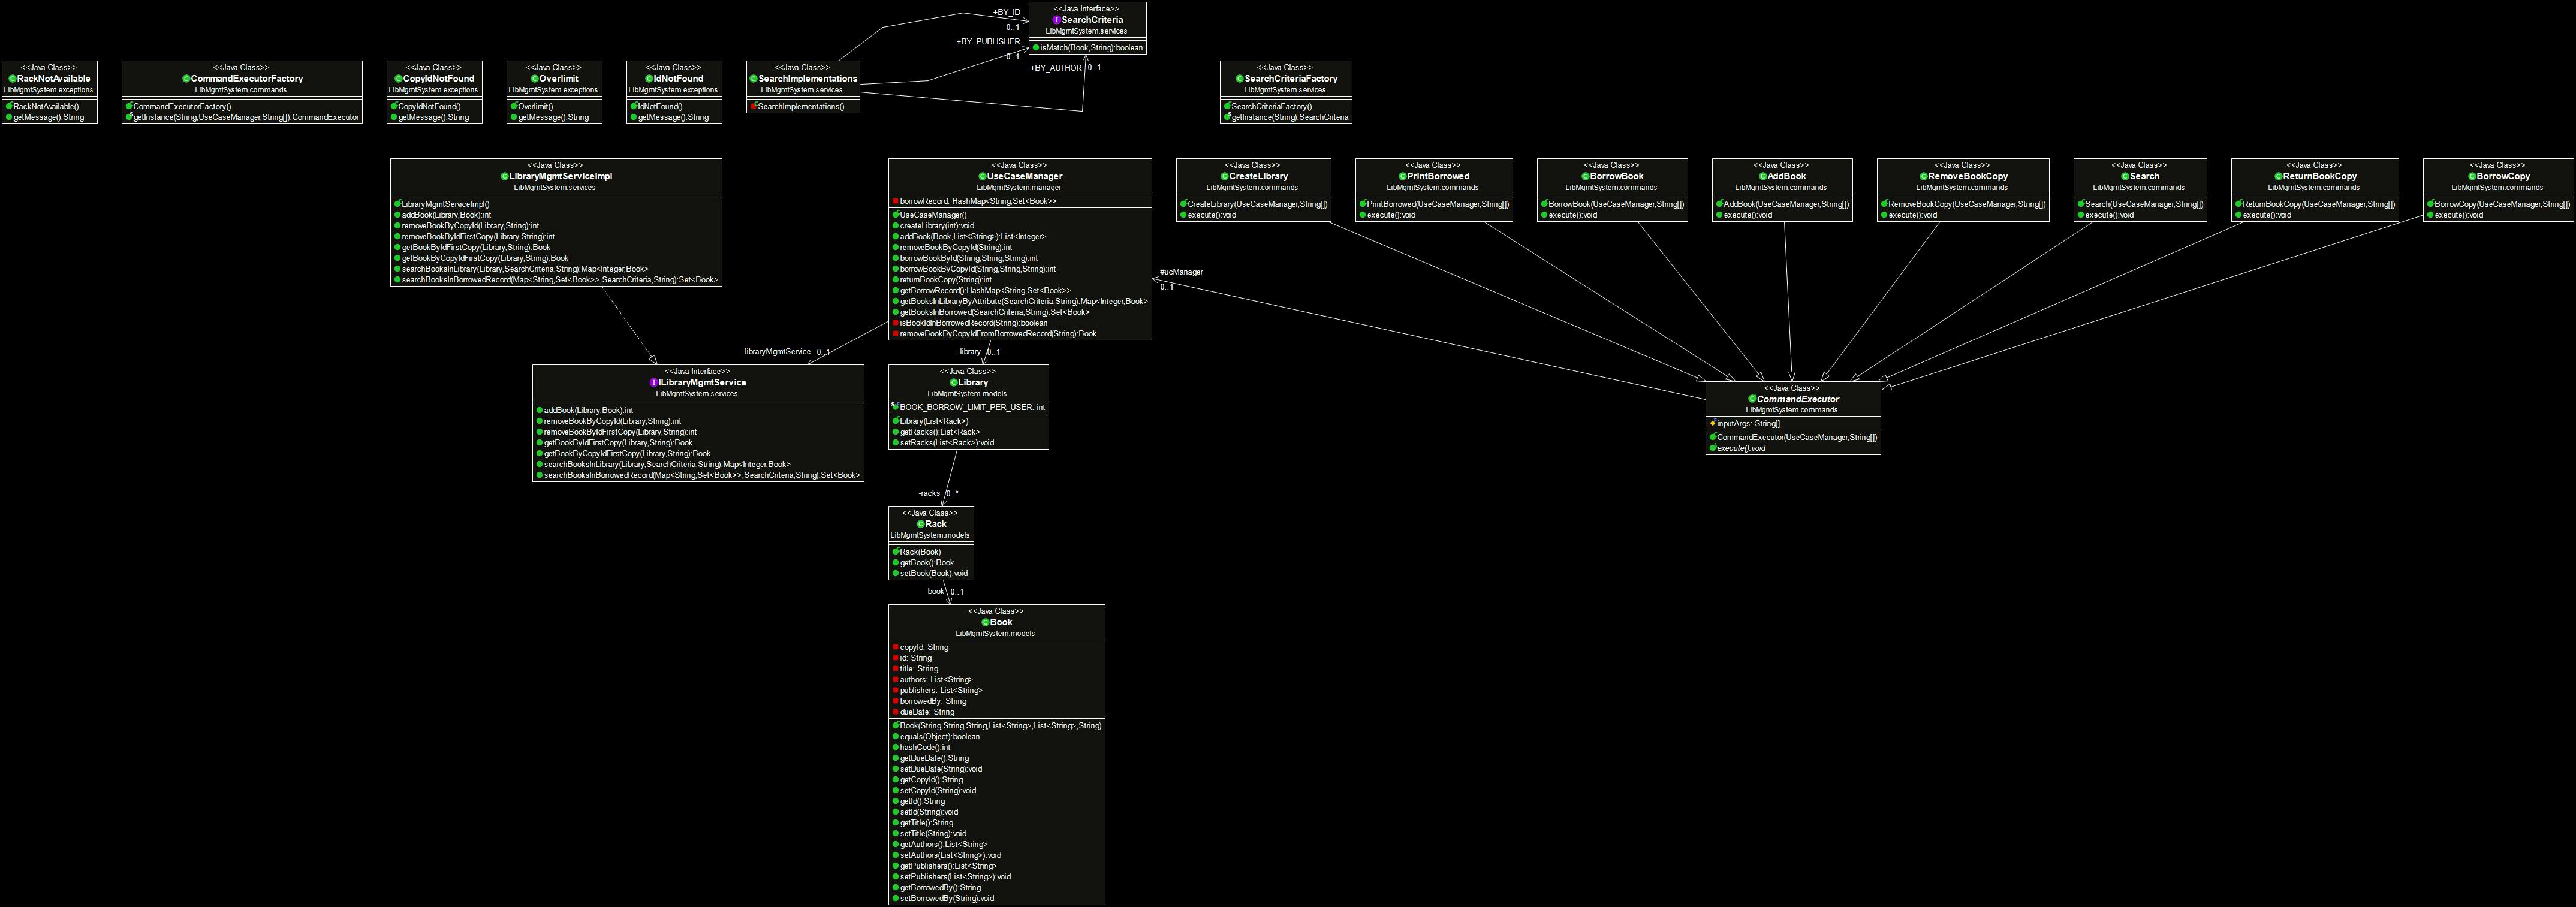 +BY_ID
0..1
+BY_PUBLISHER
0..1
+BY_AUTHOR
0..1
<<Java Interface>>
SearchCriteria
LibMgmtSystem.services
isMatch(Book,String):boolean
<<Java Class>>
RackNotAvailable
LibMgmtSystem.exceptions
RackNotAvailable()
getMessage():String
<<Java Class>>
CommandExecutorFactory
LibMgmtSystem.commands
CommandExecutorFactory()
getInstance(String,UseCaseManager,String[]):CommandExecutor
<<Java Class>>
CopyIdNotFound
LibMgmtSystem.exceptions
CopyIdNotFound()
getMessage():String
<<Java Class>>
Overlimit
LibMgmtSystem.exceptions
Overlimit()
getMessage():String
<<Java Class>>
IdNotFound
LibMgmtSystem.exceptions
IdNotFound()
getMessage():String
<<Java Class>>
SearchImplementations
LibMgmtSystem.services
SearchImplementations()
<<Java Class>>
SearchCriteriaFactory
LibMgmtSystem.services
SearchCriteriaFactory()
getInstance(String):SearchCriteria
<<Java Class>>
LibraryMgmtServiceImpl
LibMgmtSystem.services
LibraryMgmtServiceImpl()
addBook(Library,Book):int
removeBookByCopyId(Library,String):int
removeBookByIdFirstCopy(Library,String):int
getBookByIdFirstCopy(Library,String):Book
getBookByCopyIdFirstCopy(Library,String):Book
searchBooksInLibrary(Library,SearchCriteria,String):Map<Integer,Book>
searchBooksInBorrowedRecord(Map<String,Set<Book>>,SearchCriteria,String):Set<Book>
<<Java Class>>
UseCaseManager
LibMgmtSystem.manager
borrowRecord: HashMap<String,Set<Book>>
UseCaseManager()
createLibrary(int):void
addBook(Book,List<String>):List<Integer>
removeBookByCopyId(String):int
borrowBookById(String,String,String):int
borrowBookByCopyId(String,String,String):int
returnBookCopy(String):int
getBorrowRecord():HashMap<String,Set<Book>>
getBooksInLibraryByAttribute(SearchCriteria,String):Map<Integer,Book>
getBooksInBorrowed(SearchCriteria,String):Set<Book>
isBookIdInBorrowedRecord(String):boolean
removeBookByCopyIdFromBorrowedRecord(String):Book
<<Java Class>>
CreateLibrary
LibMgmtSystem.commands
CreateLibrary(UseCaseManager,String[])
execute():void
<<Java Class>>
PrintBorrowed
LibMgmtSystem.commands
PrintBorrowed(UseCaseManager,String[])
execute():void
<<Java Class>>
BorrowBook
LibMgmtSystem.commands
BorrowBook(UseCaseManager,String[])
execute():void
<<Java Class>>
AddBook
LibMgmtSystem.commands
AddBook(UseCaseManager,String[])
execute():void
<<Java Class>>
RemoveBookCopy
LibMgmtSystem.commands
RemoveBookCopy(UseCaseManager,String[])
execute():void
<<Java Class>>
Search
LibMgmtSystem.commands
Search(UseCaseManager,String[])
execute():void
<<Java Class>>
ReturnBookCopy
LibMgmtSystem.commands
ReturnBookCopy(UseCaseManager,String[])
execute():void
<<Java Class>>
BorrowCopy
LibMgmtSystem.commands
BorrowCopy(UseCaseManager,String[])
execute():void
#ucManager
0..1
-libraryMgmtService
0..1
-library
0..1
<<Java Interface>>
ILibraryMgmtService
LibMgmtSystem.services
addBook(Library,Book):int
removeBookByCopyId(Library,String):int
removeBookByIdFirstCopy(Library,String):int
getBookByIdFirstCopy(Library,String):Book
getBookByCopyIdFirstCopy(Library,String):Book
searchBooksInLibrary(Library,SearchCriteria,String):Map<Integer,Book>
searchBooksInBorrowedRecord(Map<String,Set<Book>>,SearchCriteria,String):Set<Book>
<<Java Class>>
Library
LibMgmtSystem.models
BOOK_BORROW_LIMIT_PER_USER: int
Library(List<Rack>)
getRacks():List<Rack>
setRacks(List<Rack>):void
<<Java Class>>
CommandExecutor
LibMgmtSystem.commands
inputArgs: String[]
CommandExecutor(UseCaseManager,String[])
execute():void
-racks
0..*
<<Java Class>>
Rack
LibMgmtSystem.models
Rack(Book)
getBook():Book
setBook(Book):void
-book
0..1
<<Java Class>>
Book
LibMgmtSystem.models
copyId: String
id: String
title: String
authors: List<String>
publishers: List<String>
borrowedBy: String
dueDate: String
Book(String,String,String,List<String>,List<String>,String)
equals(Object):boolean
hashCode():int
getDueDate():String
setDueDate(String):void
getCopyId():String
setCopyId(String):void
getId():String
setId(String):void
getTitle():String
setTitle(String):void
getAuthors():List<String>
setAuthors(List<String>):void
getPublishers():List<String>
setPublishers(List<String>):void
getBorrowedBy():String
setBorrowedBy(String):void